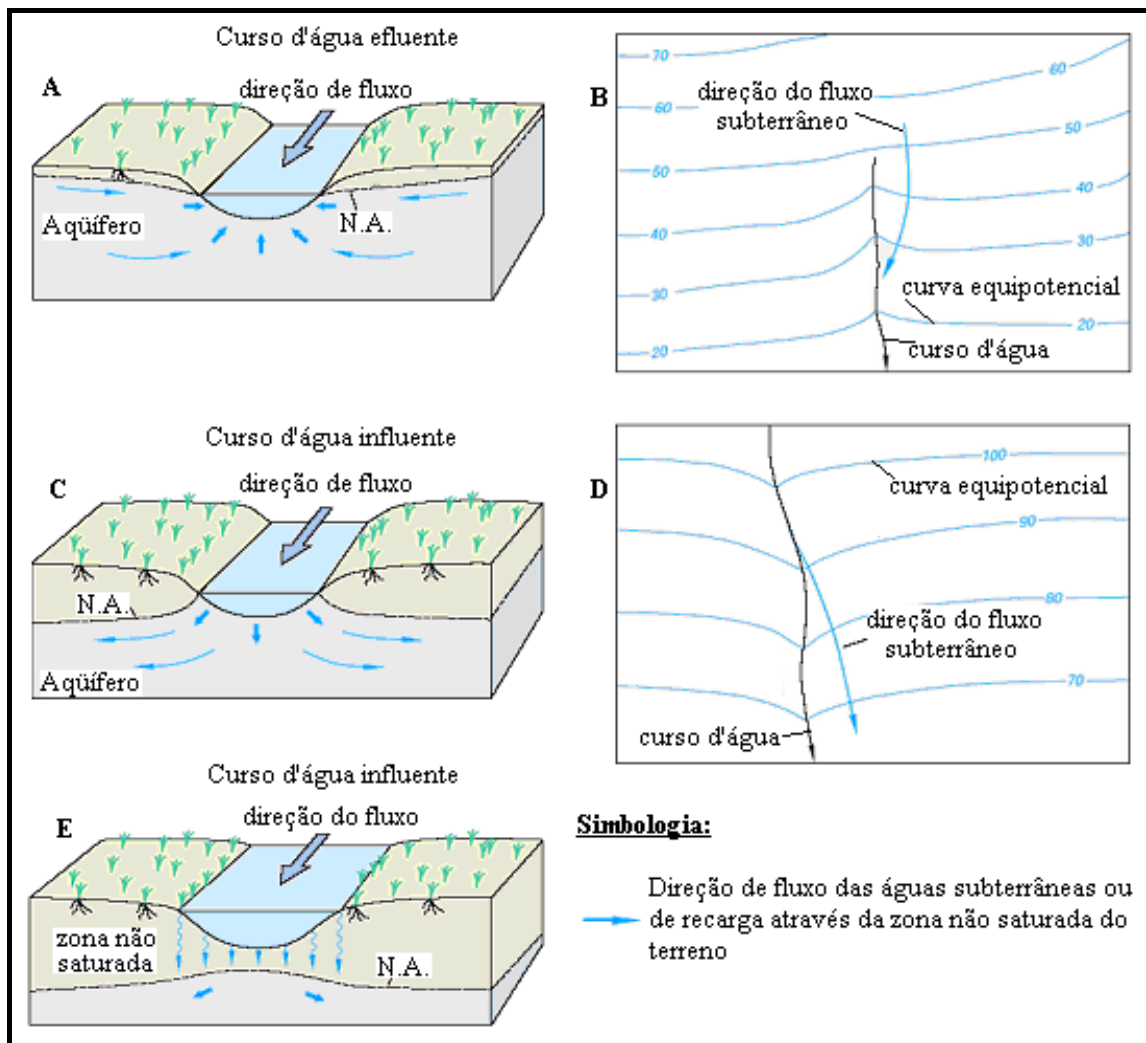 Curso d'água efluente
A
direção de fluxo
Aqüífero
N.A.
B
70
60
direção do fluxo
subterrâneo
60
50
50
40
40
30
30
curva equipotencial
20
20
curso d'água
Curso d'água influente
C
direção de fluxo
N.A.
Aqüífero
D
100
curva equipotencial
90
80
direção do fluxo
subterrâneo
70
curso d'água
Curso d'água influente
E
direção do fluxo
zona não
saturada
N.A.
Simbologia:
Direção de fluxo das águas subterrâneas ou
de recarga através da zona não saturada do
terreno